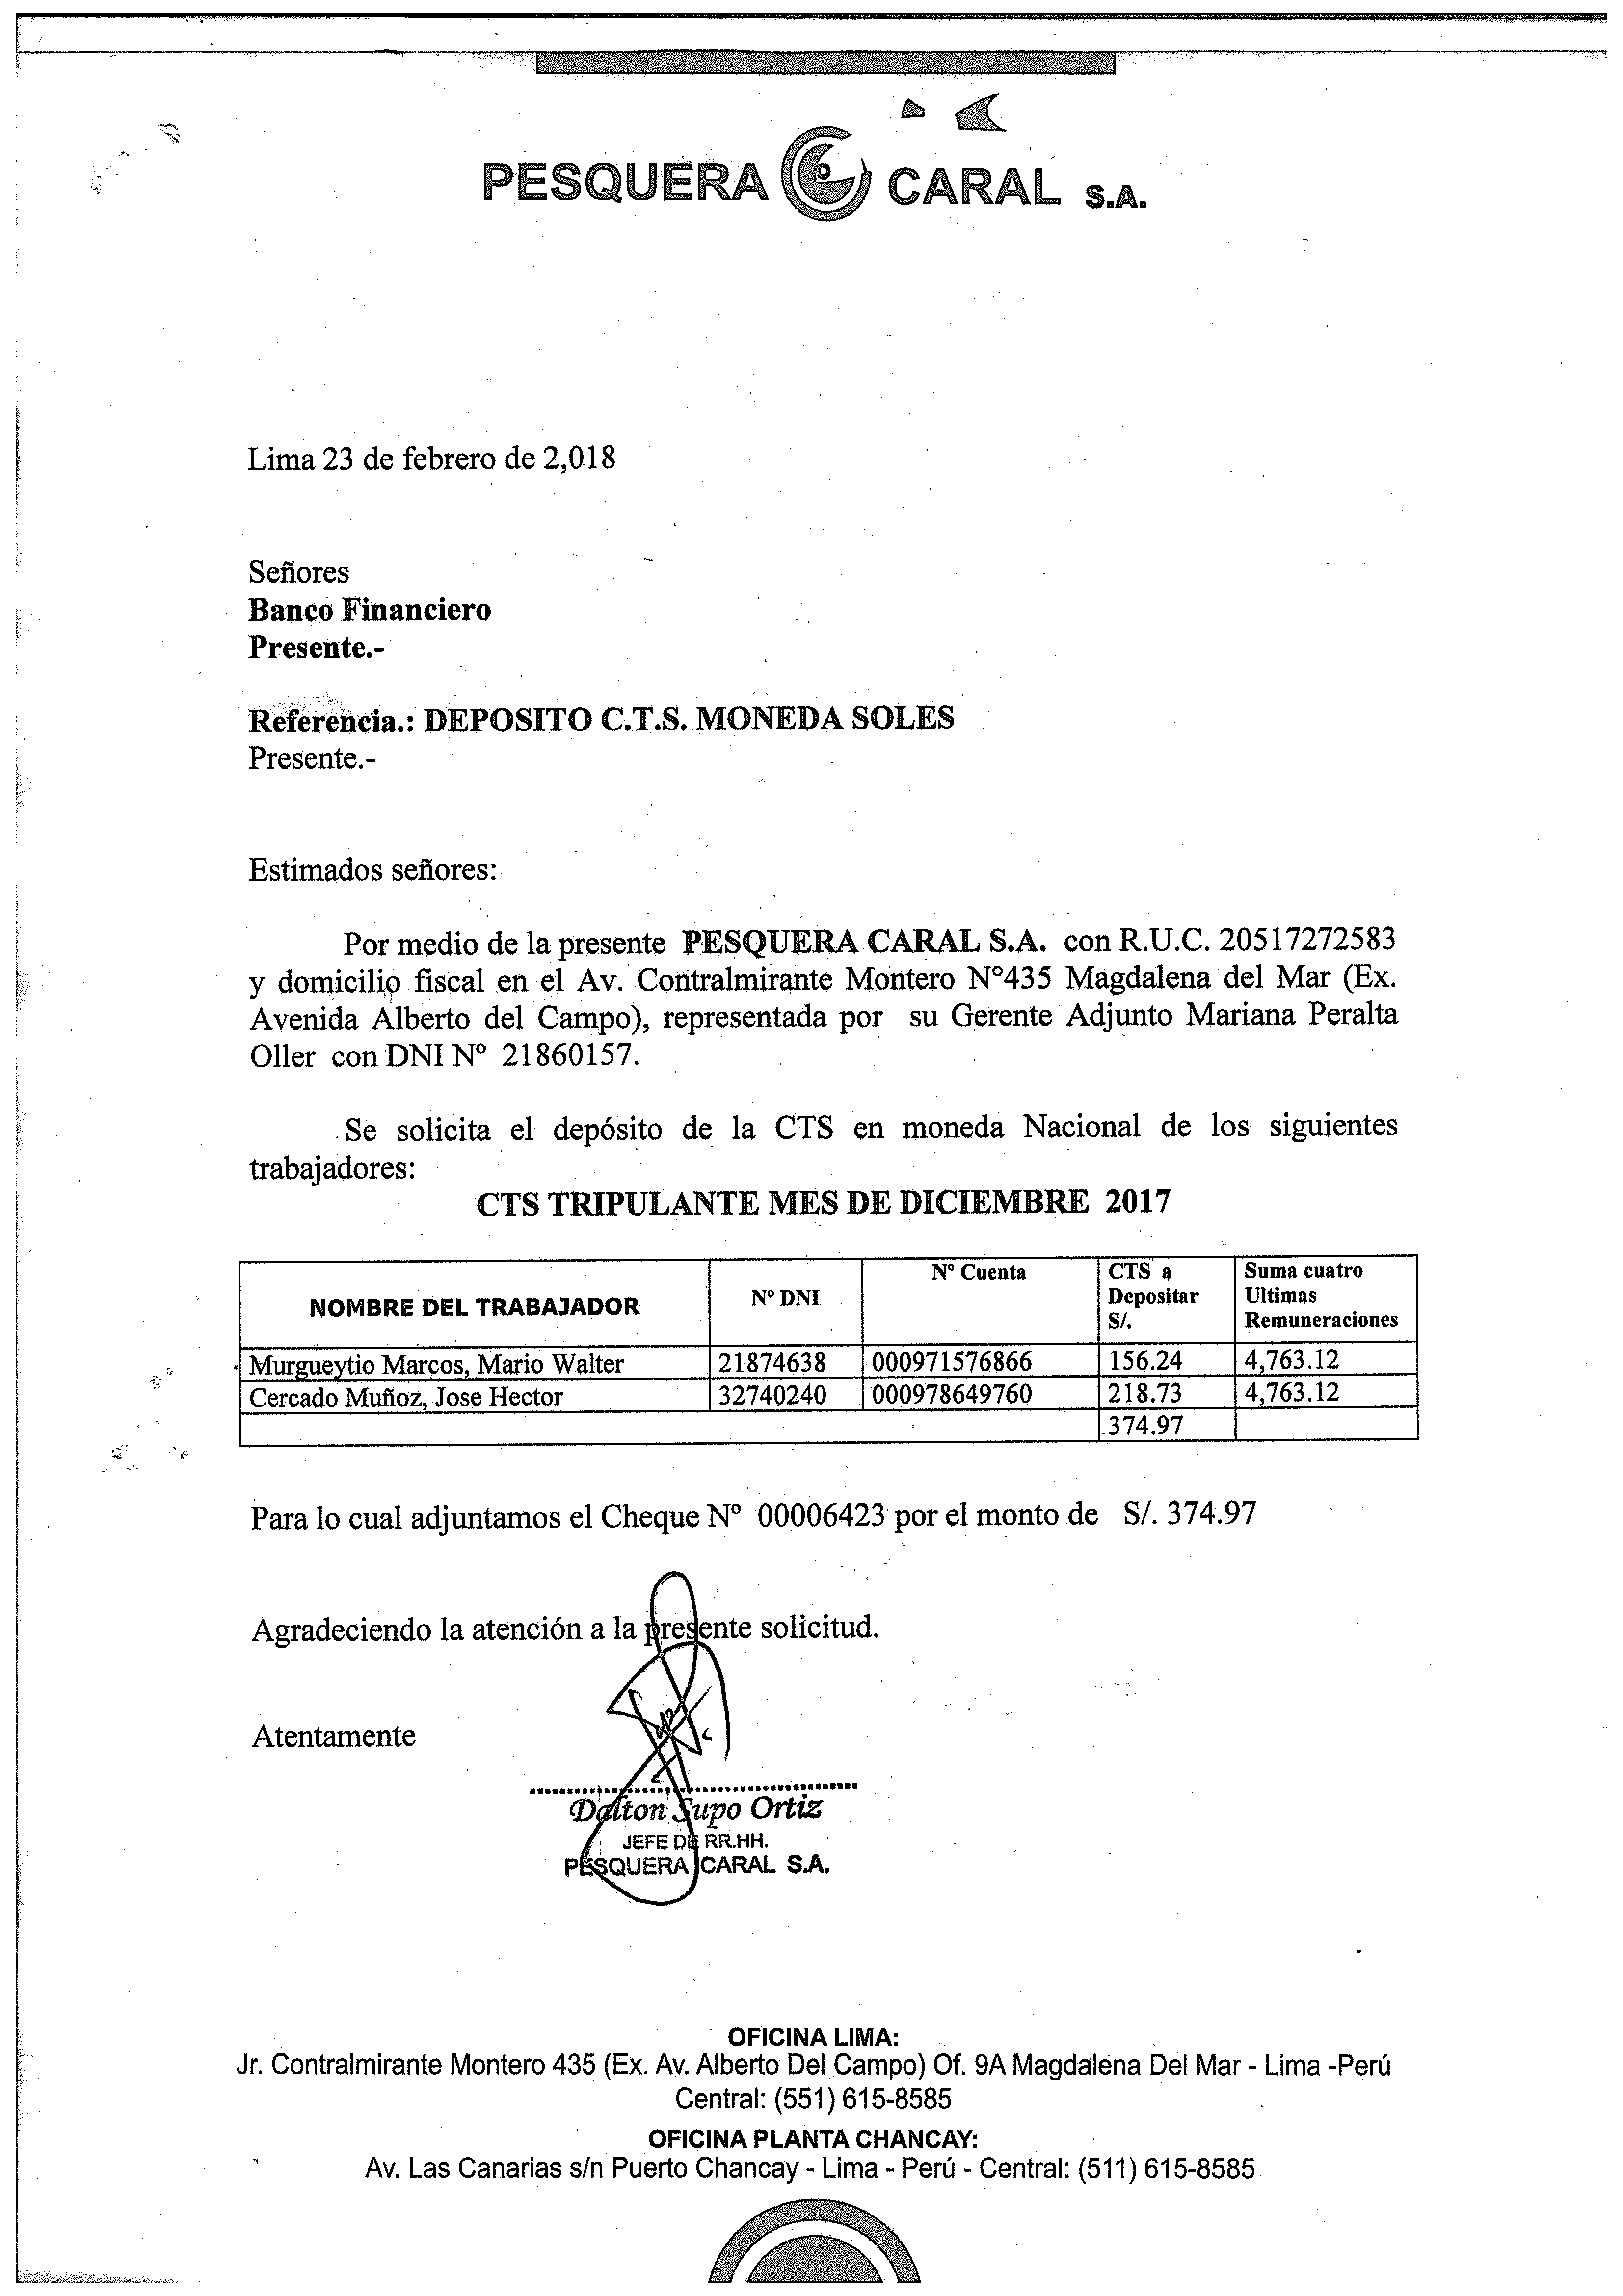 PESQUERA CARAL S.A.
Lima 23 de febrero de 2,018
Señores
Banco Financiero
Presente.-
Referencia.: DEPOSITO C.T.S. MONEDA SOLES
Presente.-
Estimados señores:
Por medio de la presente PESQUERA CARAL S.A. con R.U.C. 20517272583
y domicilio fiscal en el Av. Contralmirante Montero N°435 Magdalena del Mar (Ex.
Avenida Alberto del Campo), representada por su Gerente Adjunto Mariana Peralta
Oller con DNI Nº 21860157.
Se solicita el depósito de la CTS en moneda Nacional de los siguientes
trabajadores:
CTS TRIPULANTE MES DE DICIEMBRE 2017
NOMBRE DEL TRABAJADOR Nº DNI Nº Cuenta CTS a Depositar S/. Suma cuatro Ultimas Remuneraciones
Murgueytio Marcos, Mario Walter 21874638 000971576866 156.24 4,763.12
Cercado Muñoz, Jose Hector 32740240 000978649760 218.73 4,763.12
374.97
Para lo cual adjuntamos el Cheque Nº 00006423 por el monto de S/. 374.97
Agradeciendo la atención a la presente solicitud.
Atentamente
Dalton Supo Ortiz
JEFE DE RR.HH.
PESQUERA CARAL S.A.
OFICINA LIMA:
Jr. Contralmirante Montero 435 (Ex. Av. Alberto Del Campo) Of. 9A Magdalena Del Mar - Lima -Perú
Central: (551) 615-8585
OFICINA PLANTA CHANCAY:
Av. Las Canarias s/n Puerto Chancay - Lima - Perú - Central: (511) 615-8585